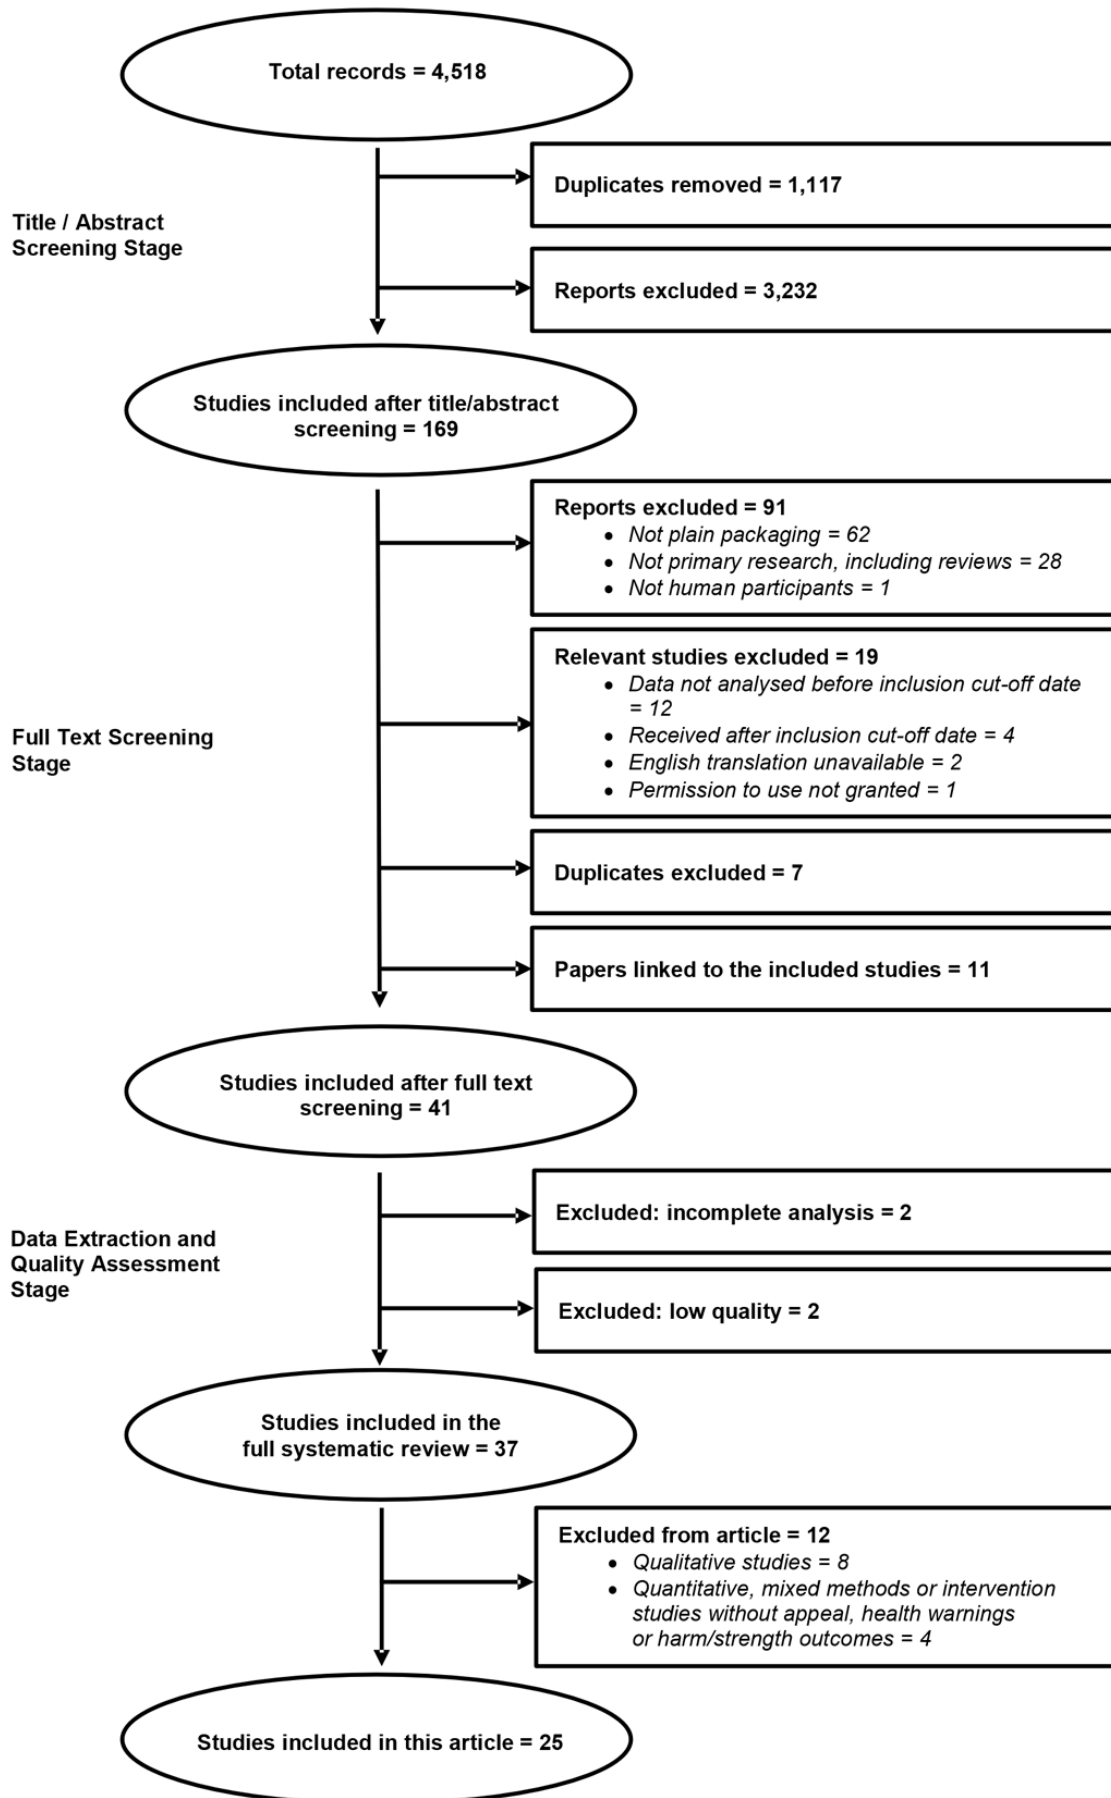 Total records = 4,518
Duplicates removed = 1,117
Title / Abstract
Screening Stage
Reports excluded = 3,232
Studies included after title/abstract
screening = 169
Reports excluded = 91
• Not plain packaging = 62
• Not primary research, including reviews = 28
• Not human participants = 1
Relevant studies excluded = 19
• Data not analysed before inclusion cut-off date
= 12
• Received after inclusion cut-off date = 4
• English translation unavailable = 2
• Permission to use not granted = 1
Full Text Screening
Stage
Duplicates excluded = 7
Papers linked to the included studies = 11
Studies included after full text
screening = 41
Excluded: incomplete analysis = 2
Data Extraction and
Quality Assessment
Stage
Excluded: low quality = 2
Studies included in the
full systematic review = 37
Excluded from article = 12
• Qualitative studies = 8
• Quantitative, mixed methods or intervention
studies without appeal, health warnings
or harm/strength outcomes = 4
Studies included in this article = 25